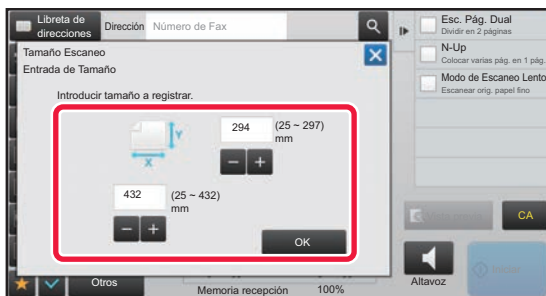 Libreta de
direcciones
Dirección
Número de Fax
Esc. Pág. Dual
Dividir en 2 páginas
N-Up
Colocar varias pág. en 1 pág.
Modo de Escaneo Lento
Escanear orig. papel fino
Tamaño Escaneo
Entrada de Tamaño
Introducir tamaño a registrar.
Y
X
294
(25 ~ 297)
mm
432
(25 ~ 432)
mm
OK
CA
Otros
Memoria recepción
100%
Altavoz